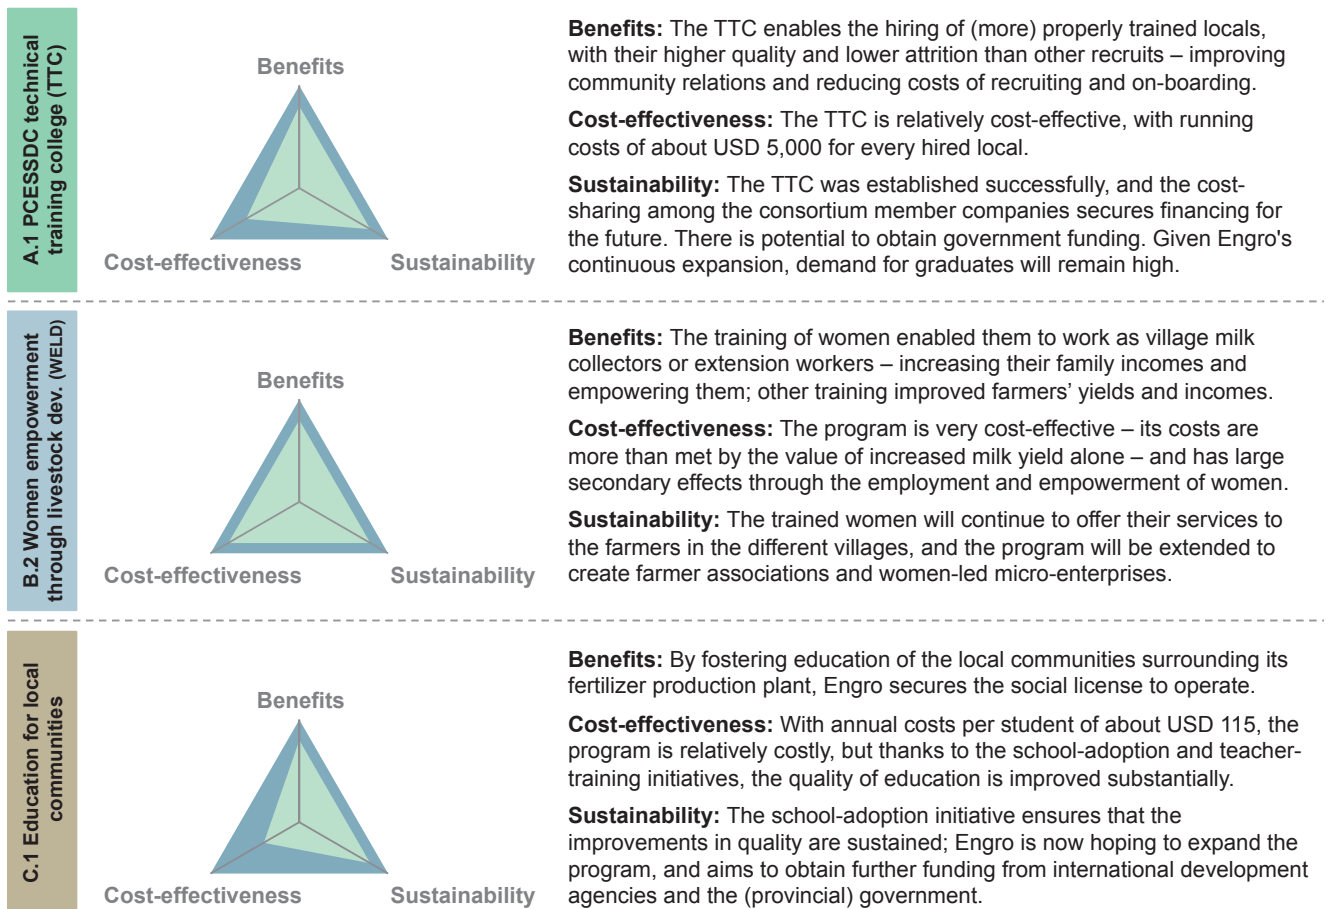 A.1 PCESSDC technical
training college (TTC)
Benefits
Cost-effectiveness
Sustainability
Benefits: The TTC enables the hiring of (more) properly trained locals,
with their higher quality and lower attrition than other recruits – improving
community relations and reducing costs of recruiting and on-boarding.
Cost-effectiveness: The TTC is relatively cost-effective, with running
costs of about USD 5,000 for every hired local.
Sustainability: The TTC was established successfully, and the cost-
sharing among the consortium member companies secures financing for
the future. There is potential to obtain government funding. Given Engro's
continuous expansion, demand for graduates will remain high.
B.2 Women empowerment
through livestock dev. (WELD)
Benefits
Cost-effectiveness
Sustainability
Benefits: The training of women enabled them to work as village milk
collectors or extension workers – increasing their family incomes and
empowering them; other training improved farmers’ yields and incomes.
Cost-effectiveness: The program is very cost-effective – its costs are
more than met by the value of increased milk yield alone – and has large
secondary effects through the employment and empowerment of women.
Sustainability: The trained women will continue to offer their services to
the farmers in the different villages, and the program will be extended to
create farmer associations and women-led micro-enterprises.
C.1 Education for local
communities
Benefits
Cost-effectiveness
Sustainability
Benefits: By fostering education of the local communities surrounding its
fertilizer production plant, Engro secures the social license to operate.
Cost-effectiveness: With annual costs per student of about USD 115, the
program is relatively costly, but thanks to the school-adoption and teacher-
training initiatives, the quality of education is improved substantially.
Sustainability: The school-adoption initiative ensures that the
improvements in quality are sustained; Engro is now hoping to expand the
program, and aims to obtain further funding from international development
agencies and the (provincial) government.